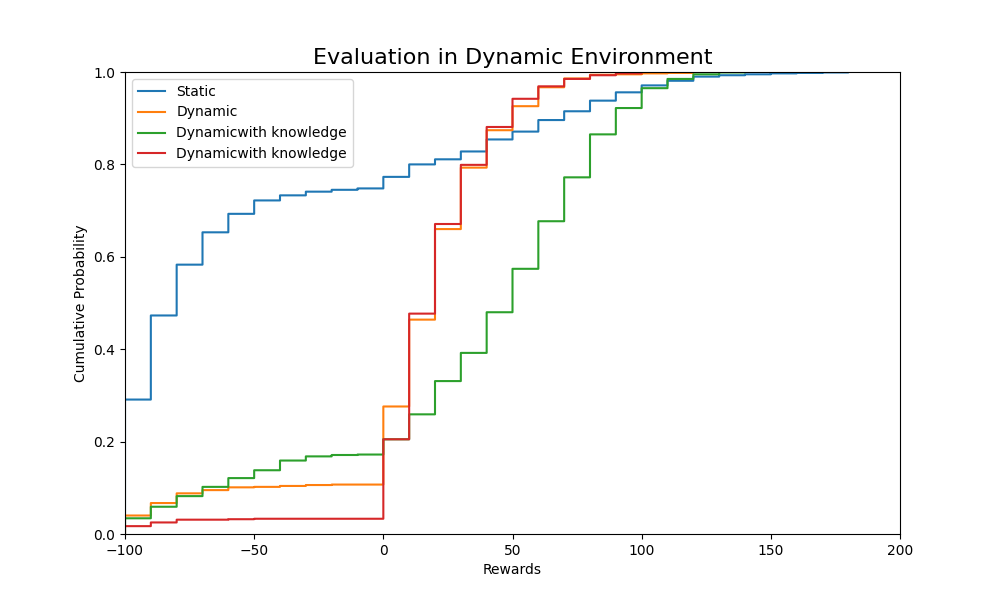 Evaluation in Dynamic Environment
Static
Dynamic
Dynamicwith knowledge
Dynamicwith knowledge
Cumulative Probability
1.0
0.8
0.6
0.4
0.2
0.0
−100
−50
0
50
100
150
200
Rewards